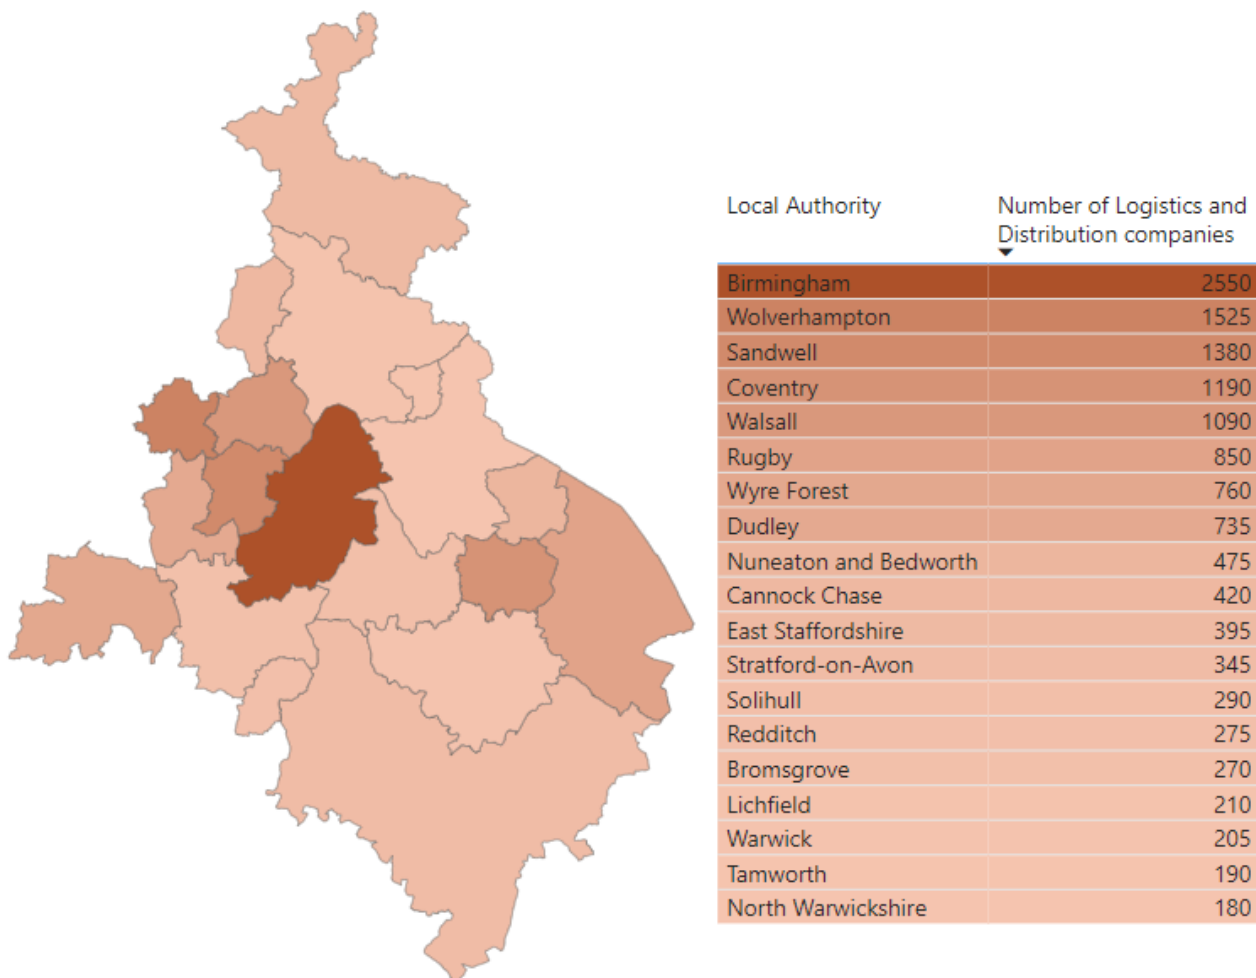 Local Authority
Number of Logistics and
Distribution companies
Birmingham 2550
Wolverhampton 1525
Sandwell 1380
Coventry 1190
Walsall 1090
Rugby 850
Wyre Forest 760
Dudley 735
Nuneaton and Bedworth 475
Cannock Chase 420
East Staffordshire 395
Stratford-on-Avon 345
Solihull 290
Redditch 275
Bromsgrove 270
Lichfield 210
Warwick 205
Tamworth 190
North Warwickshire 180